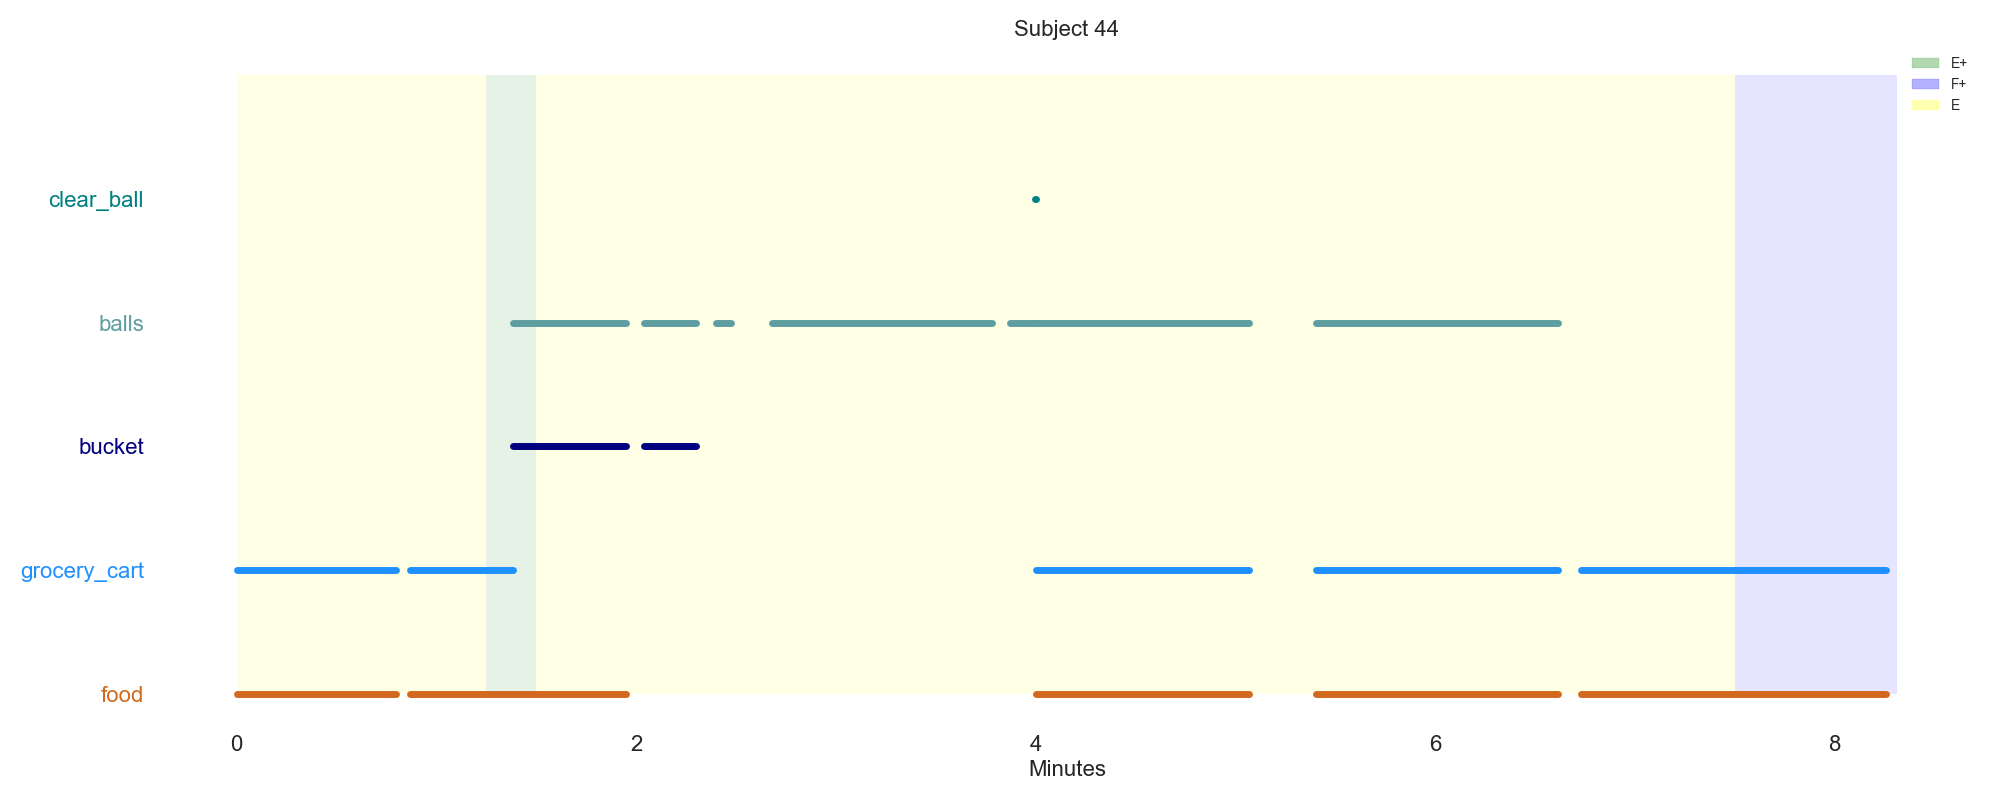 Subject 44
E+
F+
E
clear_ball
balls
bucket
grocery_cart
food
0 2 4 6 8
Minutes